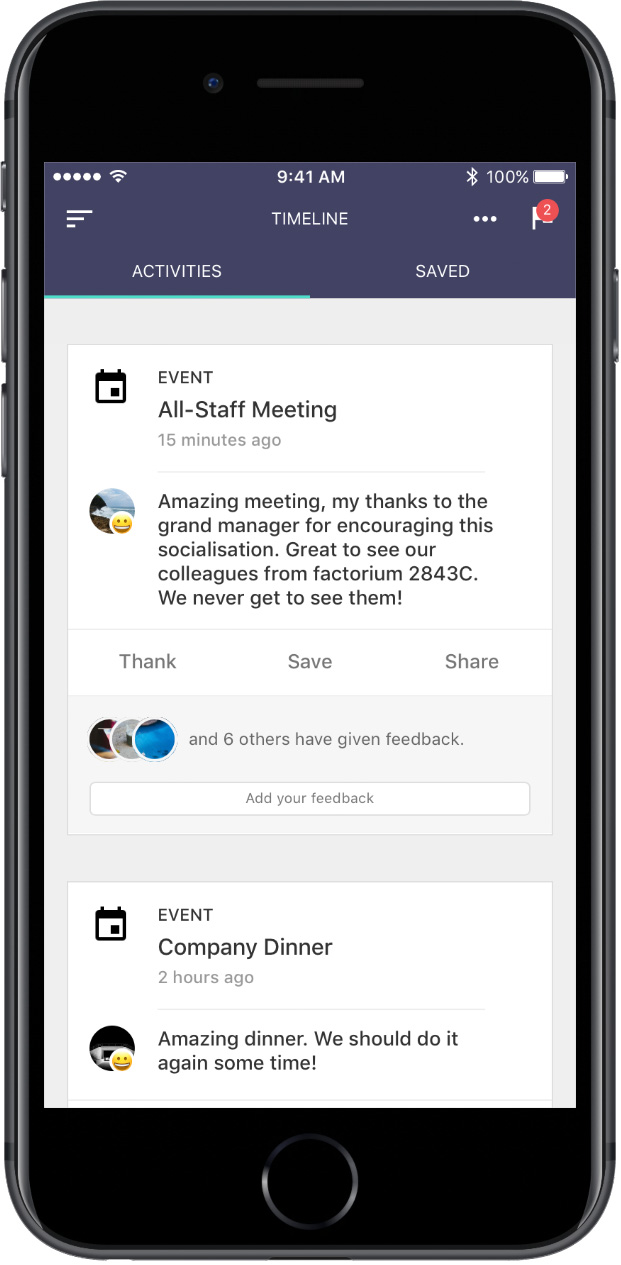 9:41 AM
100%
TIMELINE
2
ACTIVITIES
SAVED
EVENT
All-Staff Meeting
15 minutes ago
Amazing meeting, my thanks to the
grand manager for encouraging this
socialisation. Great to see our
colleagues from factorium 2843C.
We never get to see them!
Thank
Save
Share
and 6 others have given feedback.
Add your feedback
EVENT
Company Dinner
2 hours ago
Amazing dinner. We should do it
again some time!